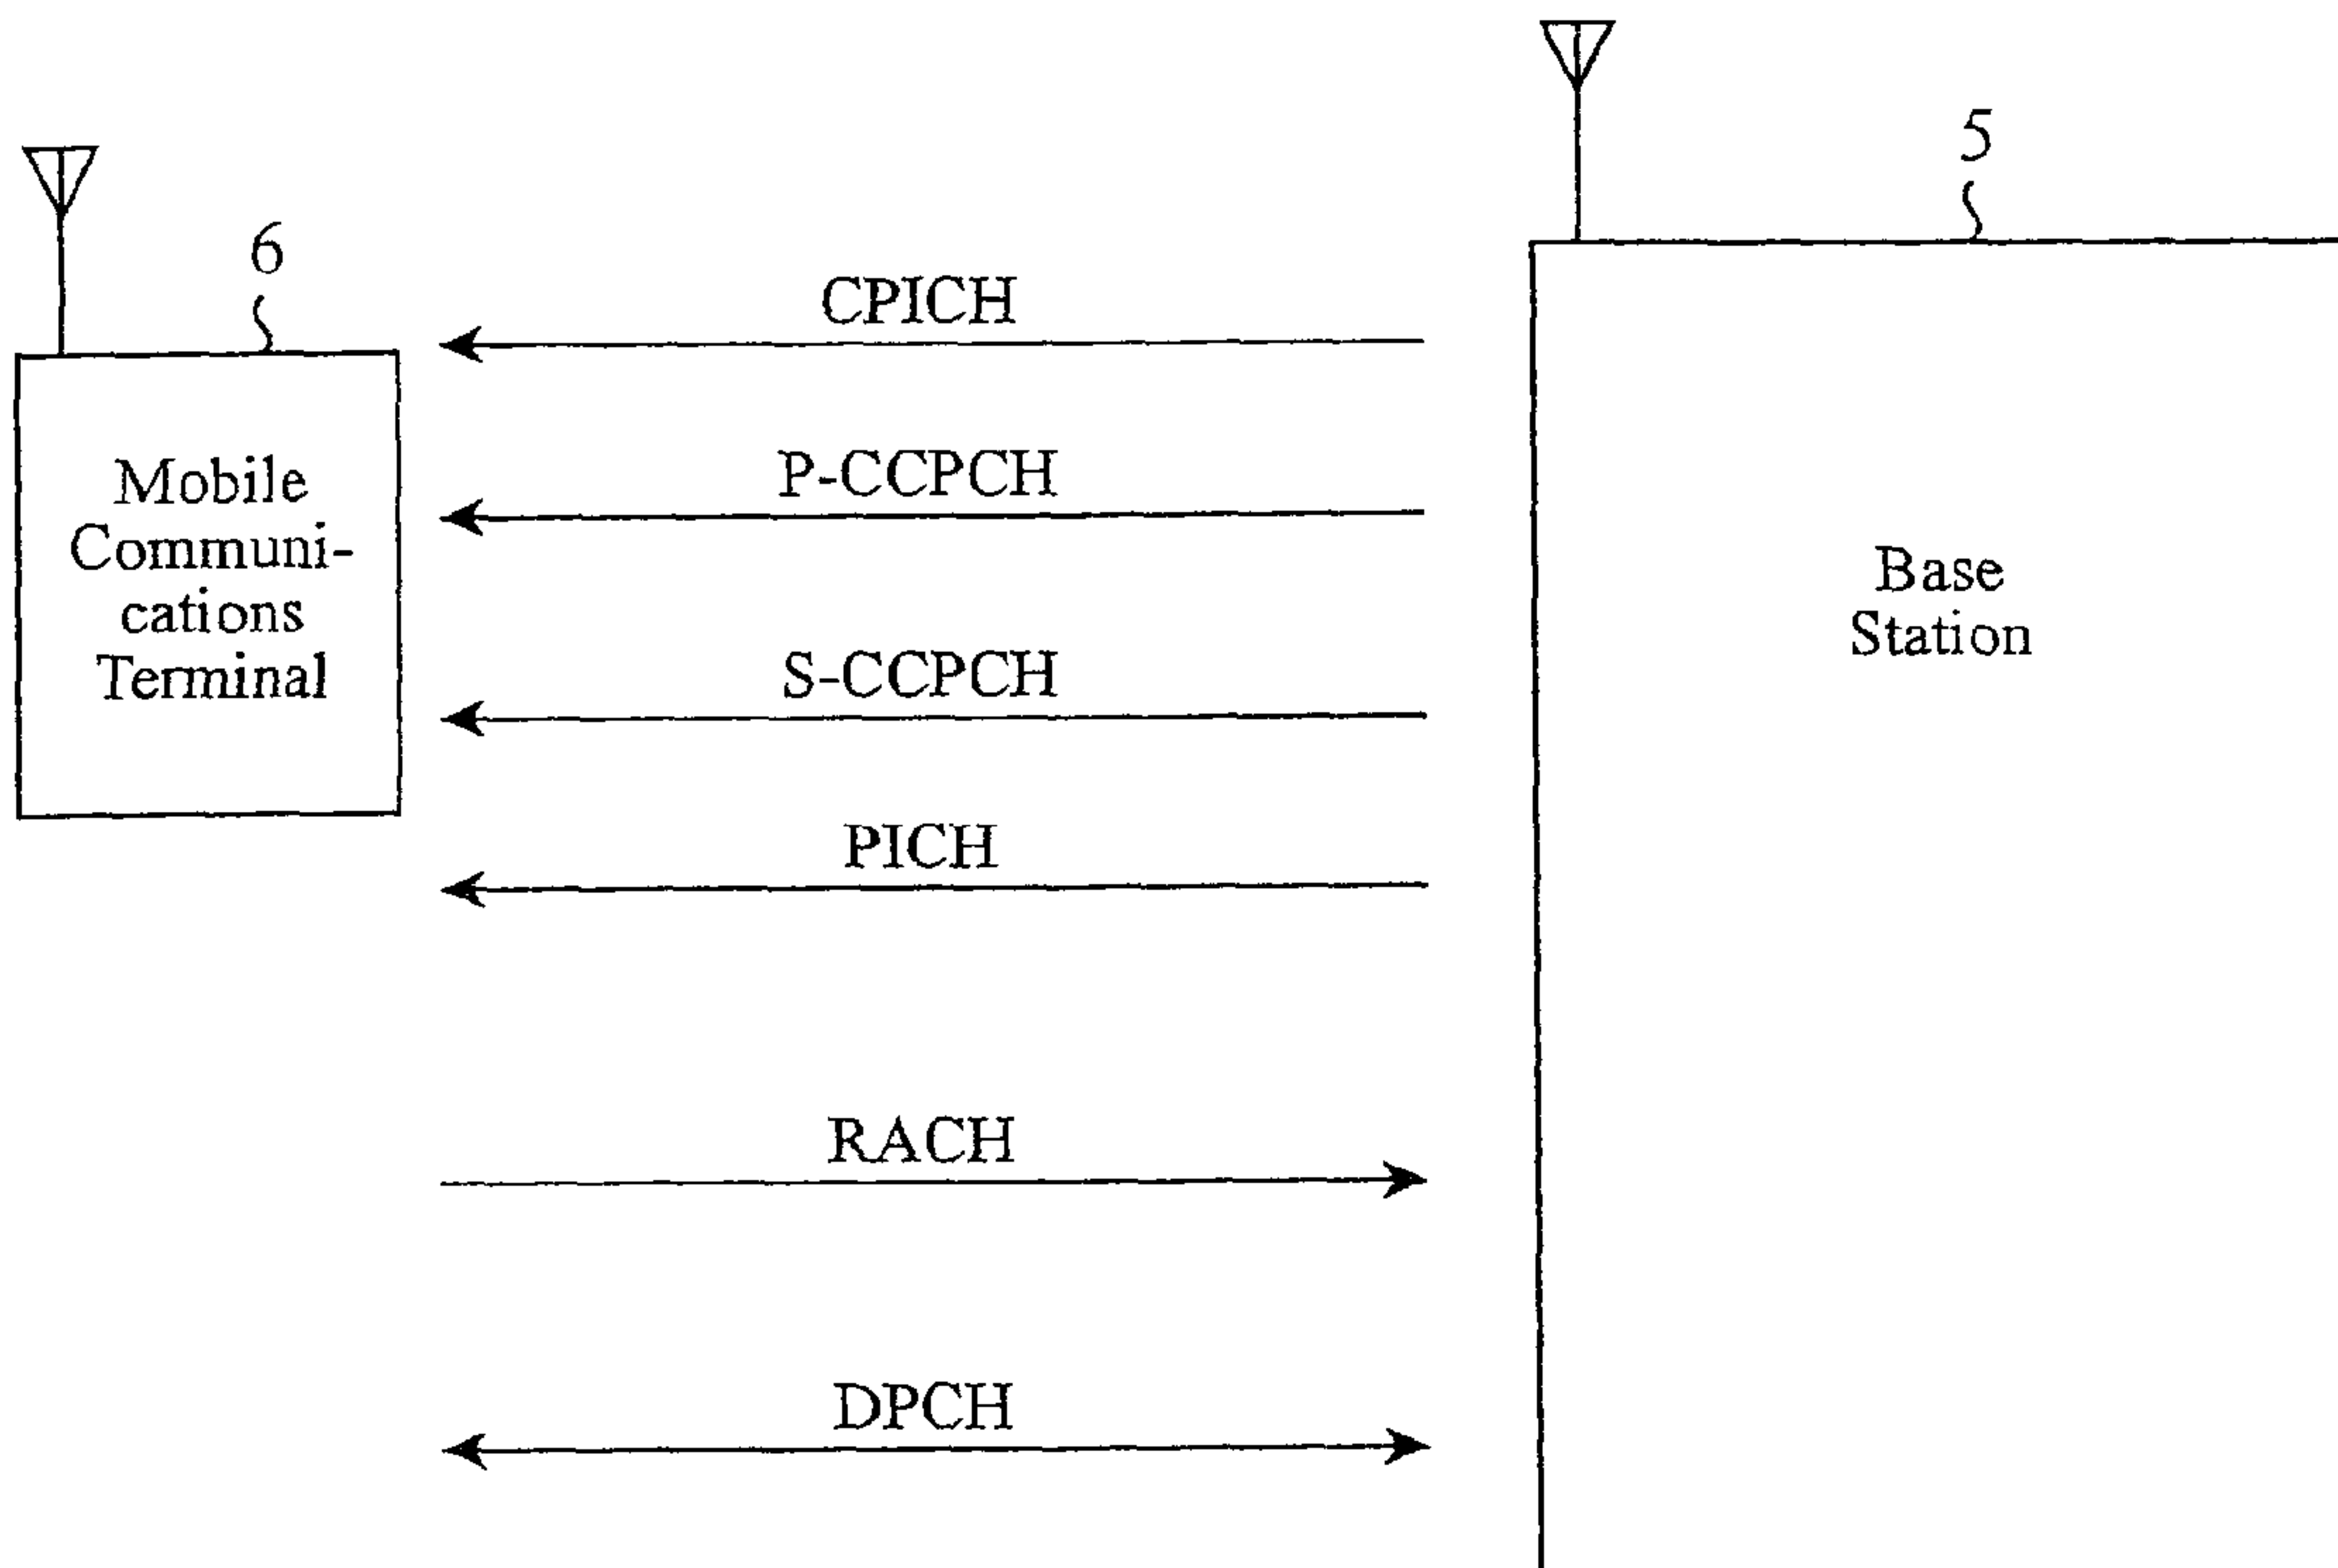 5
6
CPICH
P-CCPCH
Mobile
Communi-
cations
Terminal
Base
Station
S-CCPCH
PICH
RACH
DPCH